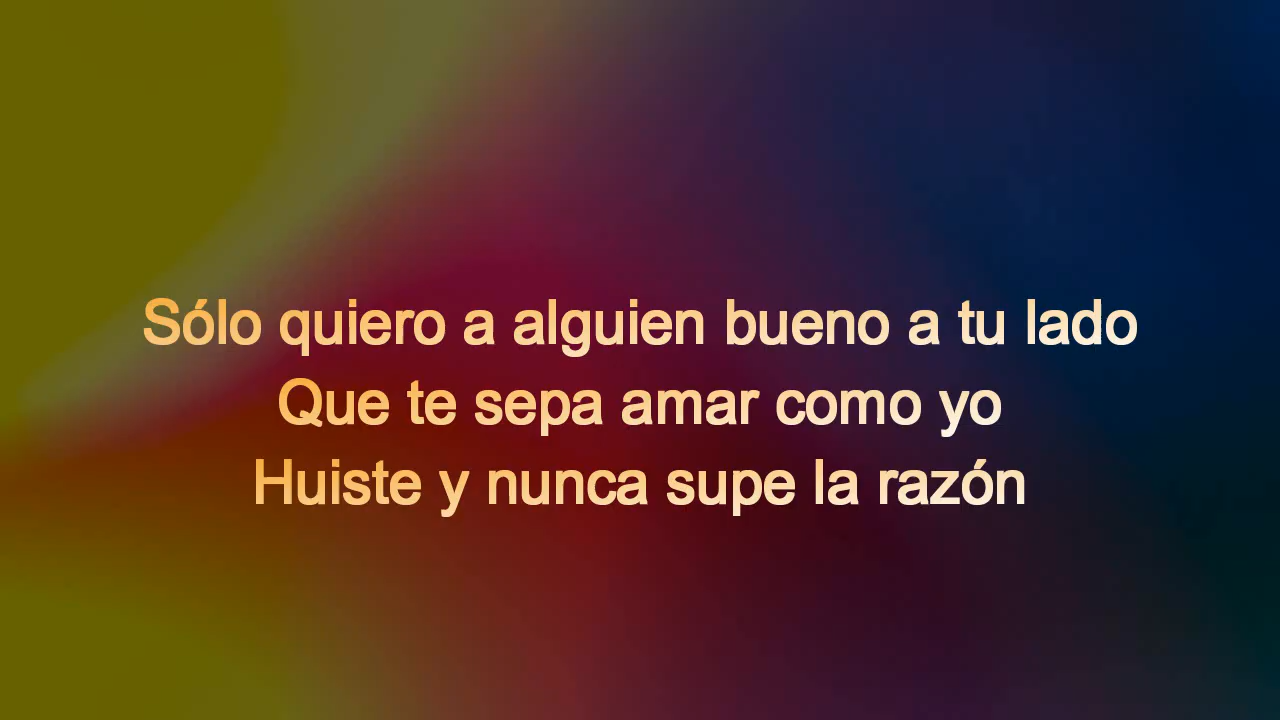 Sólo quiero a alguien bueno a tu lado
Que te sepa amar como yo
Huiste y nunca supe la razón